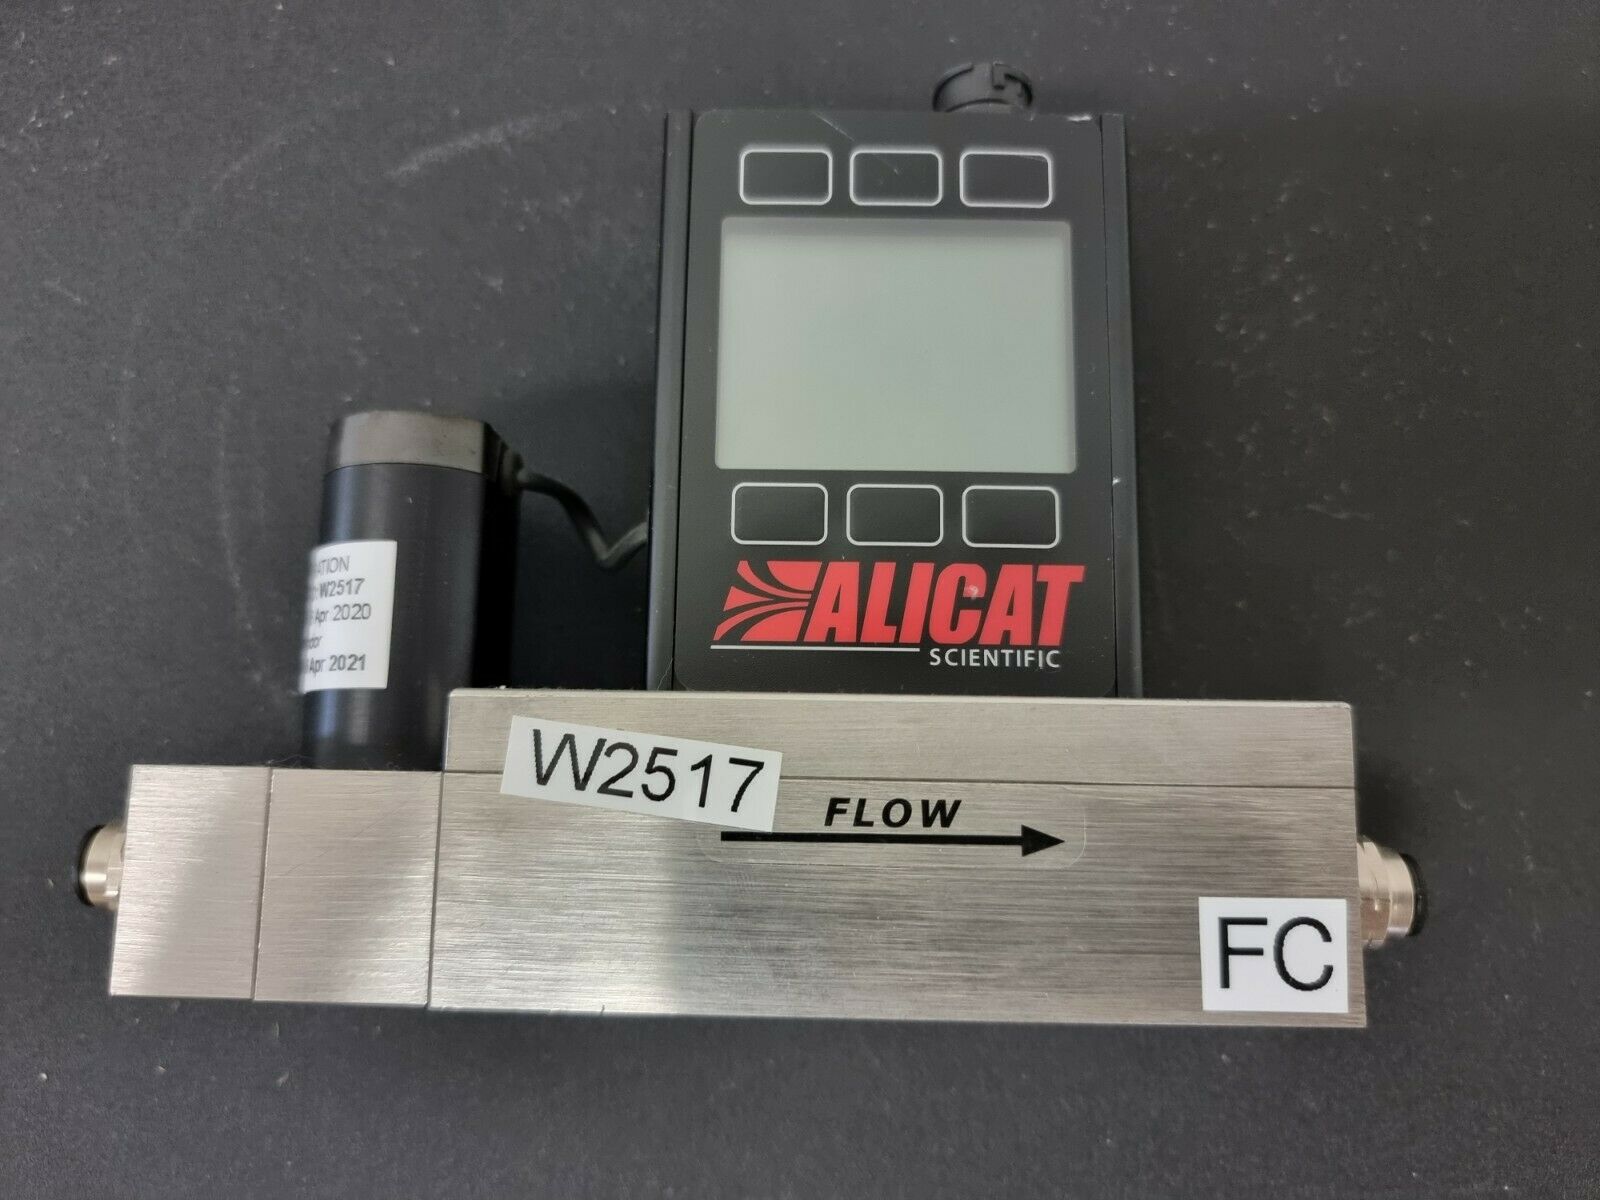 ATION
W2517
Apr 2020
Apr 2021
ALICAT
SCIENTIFIC
W2517
FLOW
FC